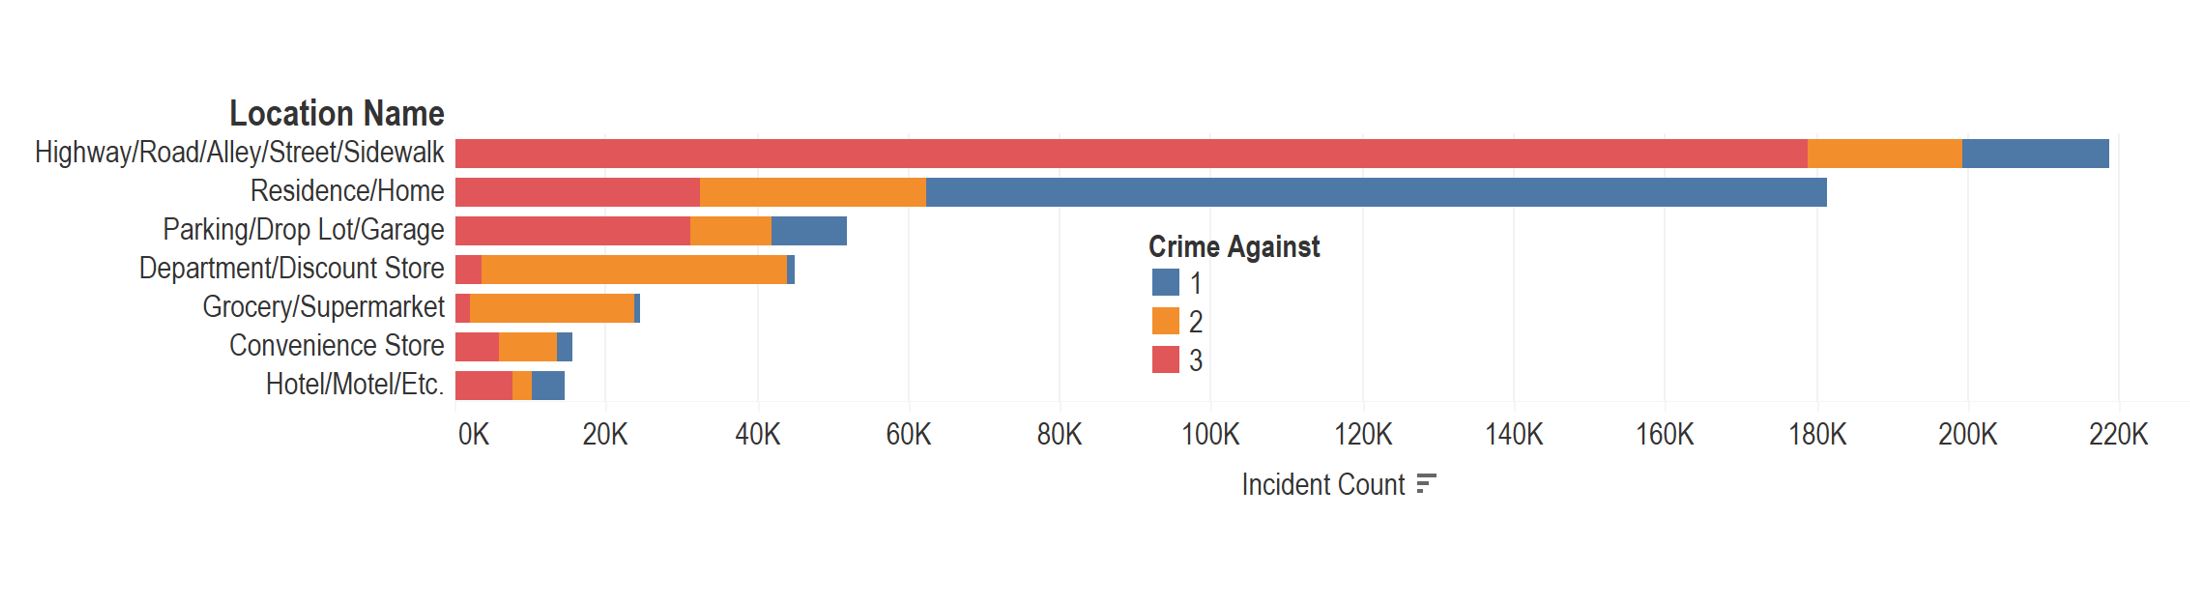 Location Name
Highway/Road/Alley/Street/Sidewalk
Residence/Home
Parking/Drop Lot/Garage
Department/Discount Store
Grocery/Supermarket
Convenience Store
Hotel/Motel/Etc.
Crime Against
1
2
3
0K 20K 40K 60K 80K 100K 120K 140K 160K 180K 200K 220K
Incident Count